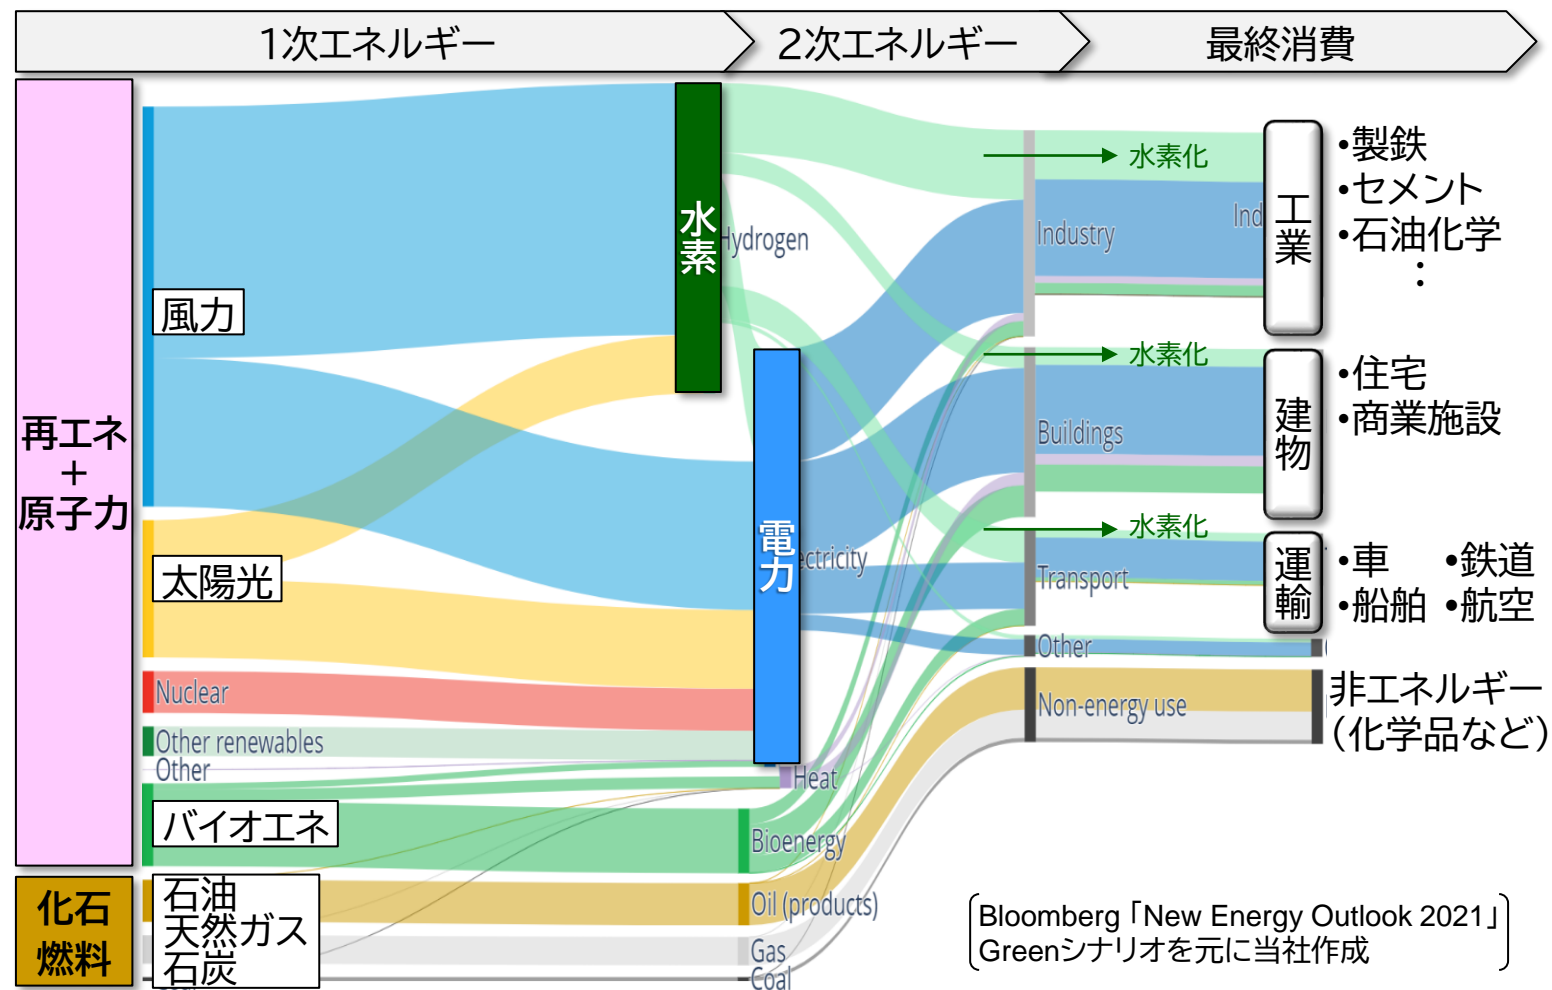 1次エネルギー
2次エネルギー
最終消費
再エネ
+
原子力
化石
燃料
風力
太陽光
Nuclear
Other renewables
Other
バイオエネ
石油
天然ガス
石炭
水素
Hydrogen
電力
ectricity
Heat
Bioenergy
Oil (products)
Gas
Coal
水素化
Industry
Ind
水素化
Buildings
水素化
Transport
Other
Non-energy use
工業
•製鉄
•セメント
•石油化学
:
建物
•住宅
•商業施設
運輸
•車 •鉄道
•船舶 •航空
非エネルギー
(化学品など)
Bloomberg「New Energy Outlook 2021」
Greenシナリオを元に当社作成